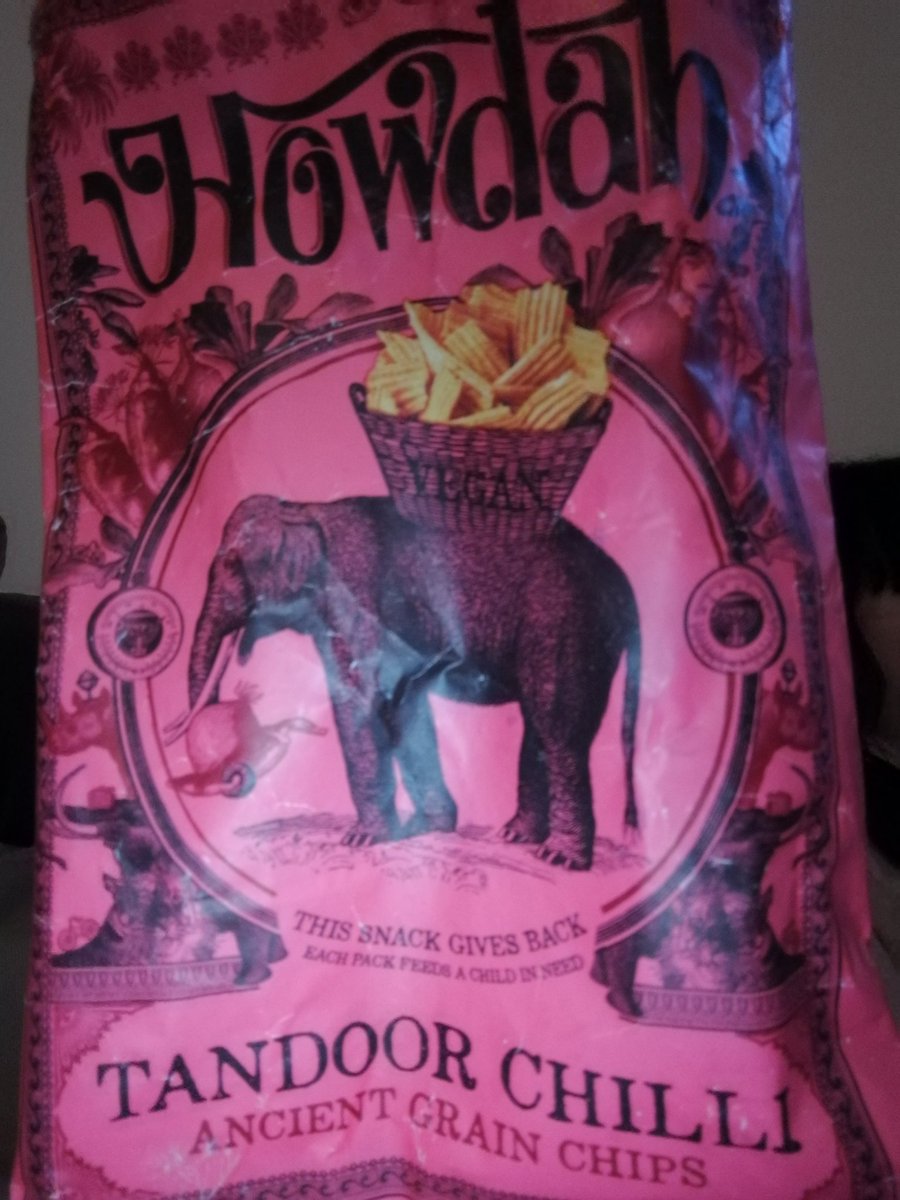 Howdah
VEGAN
THIS SNACK GIVES BACK
EACH PACK FEEDS A CHILD IN NEED
TANDOOR CHILLI
ANCIENT GRAIN CHIPS